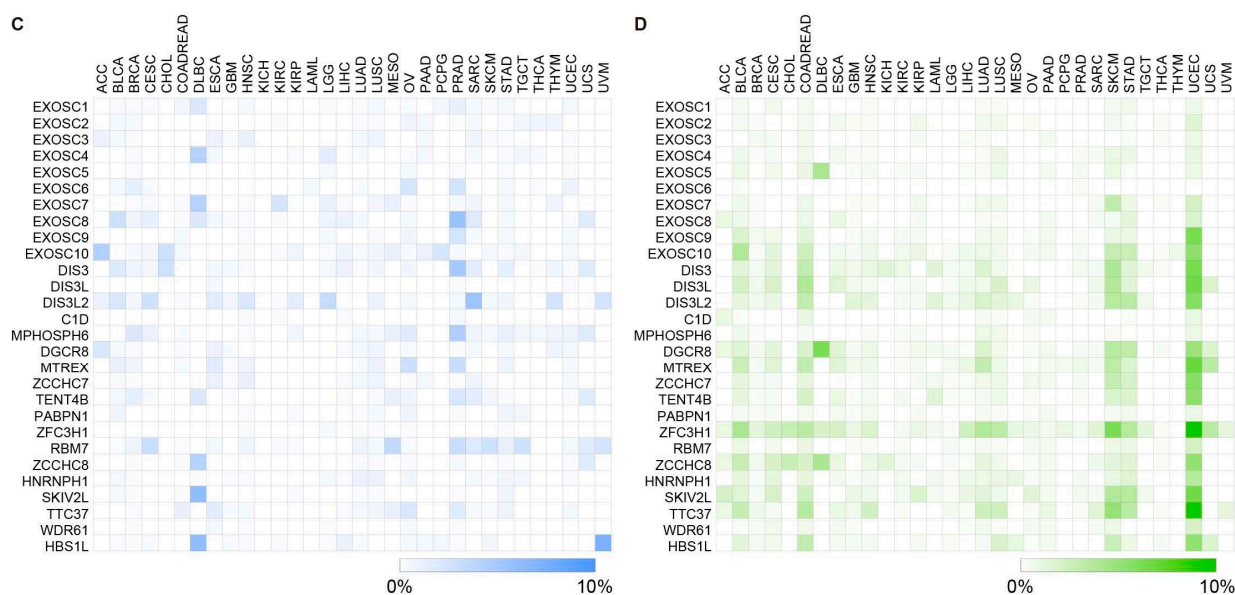 C
ACC BLCA BRCA CESC CHOL COADREAD DLBC ESCA GBM HNSC KICH KIRC KIRP LAML LGG LIHC LUAD LUSC MESO OV PAAD PCPG PRAD SARC SKCM STAD TGCT THCA THYM UCEC UCS UVM
EXOSC1
EXOSC2
EXOSC3
EXOSC4
EXOSC5
EXOSC6
EXOSC7
EXOSC8
EXOSC9
EXOSC10
DIS3
DIS3L
DIS3L2
C1D
MPHOSPH6
DGCR8
MTREX
ZCCHC7
TENT4B
PABPN1
ZFC3H1
RBM7
ZCCHC8
HNRNPH1
SKIV2L
TTC37
WDR61
HBS1L
0% 10%
D
ACC BLCA BRCA CESC CHOL COADREAD DLBC ESCA GBM HNSC KICH KIRC KIRP LAML LGG LIHC LUAD LUSC MESO OV PAAD PCPG PRAD SARC SKCM STAD TGCT THCA THYM UCEC UCS UVM
EXOSC1
EXOSC2
EXOSC3
EXOSC4
EXOSC5
EXOSC6
EXOSC7
EXOSC8
EXOSC9
EXOSC10
DIS3
DIS3L
DIS3L2
C1D
MPHOSPH6
DGCR8
MTREX
ZCCHC7
TENT4B
PABPN1
ZFC3H1
RBM7
ZCCHC8
HNRNPH1
SKIV2L
TTC37
WDR61
HBS1L
0% 10%